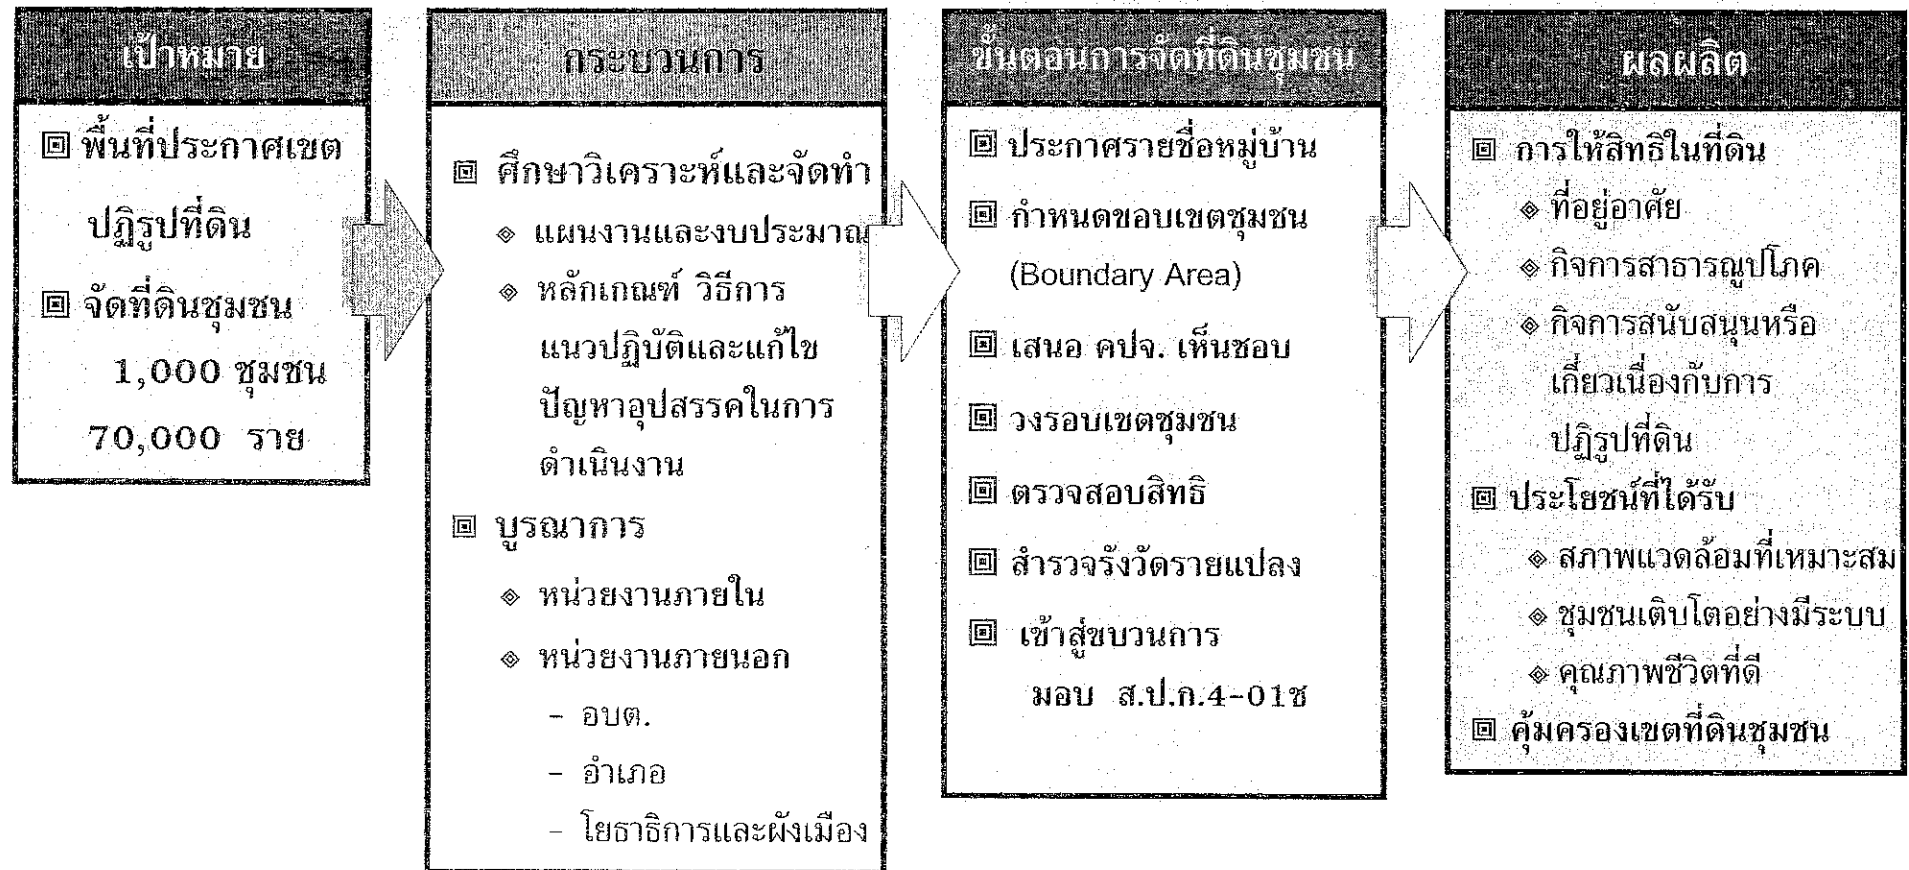 เป้าหมาย
พื้นที่ประกาศเขต
ปฏิรูปที่ดิน
จัดที่ดินชุมชน
1,000 ชุมชน
70,000 ราย
กระบวนการ
ศึกษาวิเคราะห์และจัดทำ
แผนงานและงบประมาณ
หลักเกณฑ์ วิธีการ
แนวปฏิบัติและแก้ไข
ปัญหาอุปสรรคในการ
ดำเนินงาน
บูรณาการ
หน่วยงานภายใน
หน่วยงานภายนอก
- อบต.
- อำเภอ
- โยธาธิการและผังเมือง
ขั้นตอนการจัดที่ดินชุมชน
ประกาศรายชื่อหมู่บ้าน
กำหนดขอบเขตชุมชน
(Boundary Area)
เสนอ คปจ. เห็นชอบ
วงรอบเขตชุมชน
ตรวจสอบสิทธิ
สำรวจรังวัดรายแปลง
เข้าสู่ขบวนการ
มอบ ส.ป.ก.4-01ช
ผลผลิต
การให้สิทธิในที่ดิน
ที่อยู่อาศัย
กิจการสาธารณูปโภค
กิจการสนับสนุนหรือ
เกี่ยวเนื่องกับการ
ปฏิรูปที่ดิน
ประโยชน์ที่ได้รับ
สภาพแวดล้อมที่เหมาะสม
ชุมชนเติบโตอย่างมีระบบ
คุณภาพชีวิตที่ดี
คุ้มครองเขตที่ดินชุมชน